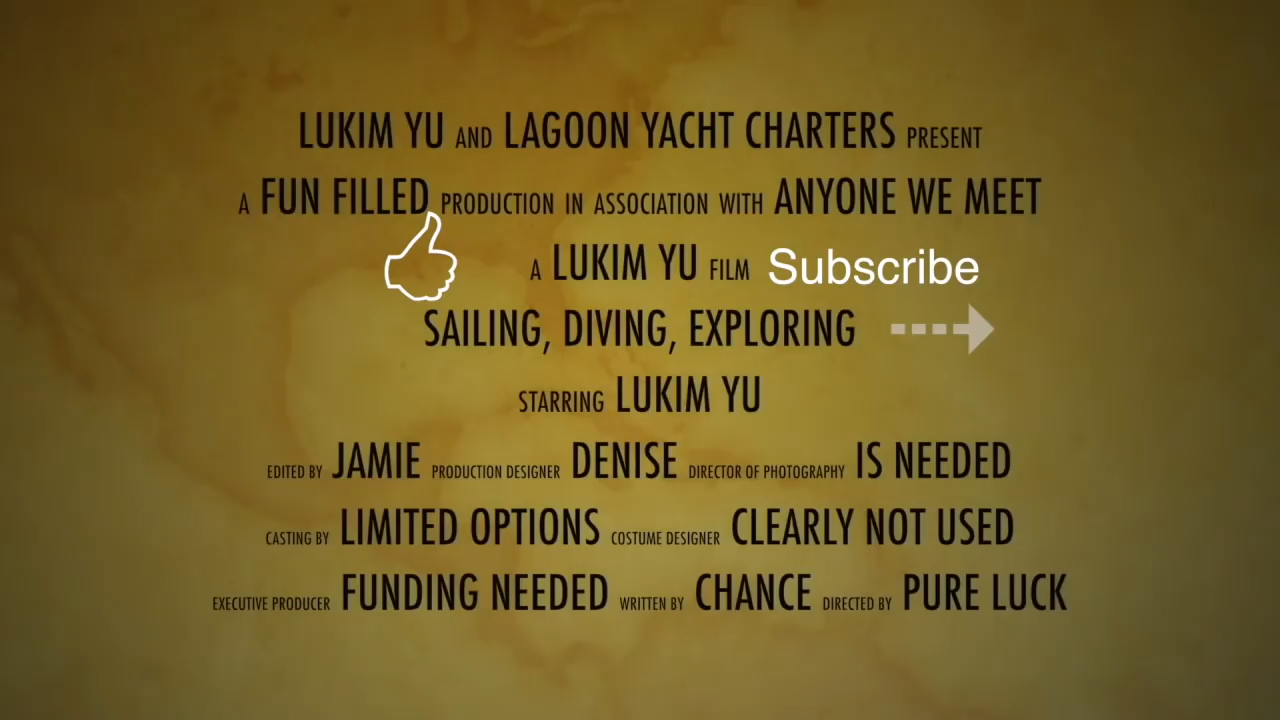 LUKIM YU AND LAGOON YACHT CHARTERS PRESENT
A FUN FILLED PRODUCTION IN ASSOCIATION WITH ANYONE WE MEET
A LUKIM YU FILM Subscribe
SAILING, DIVING, EXPLORING
STARRING LUKIM YU
EDITED BY JAMIE PRODUCTION DESIGNER DENISE DIRECTOR OF PHOTOGRAPHY IS NEEDED
CASTING BY LIMITED OPTIONS COSTUME DESIGNER CLEARLY NOT USED
EXECUTIVE PRODUCER FUNDING NEEDED WRITTEN BY CHANCE DIRECTED BY PURE LUCK